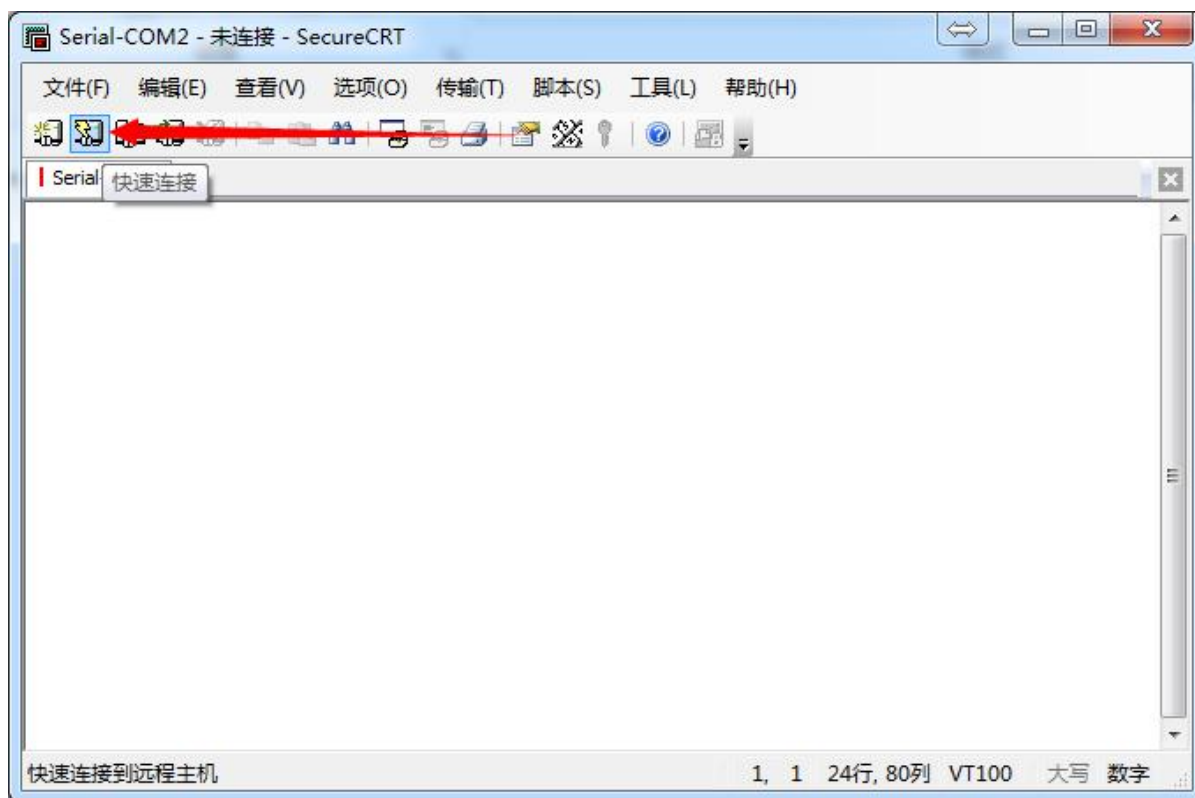 Serial-COM2 - 未连接 - SecureCRT
文件(F) 编辑(E) 查看(V) 选项(O) 传输(T) 脚本(S) 工具(L) 帮助(H)
Serial
快速连接
快速连接到远程主机 1, 1 24行, 80列 VT100 大写 数字